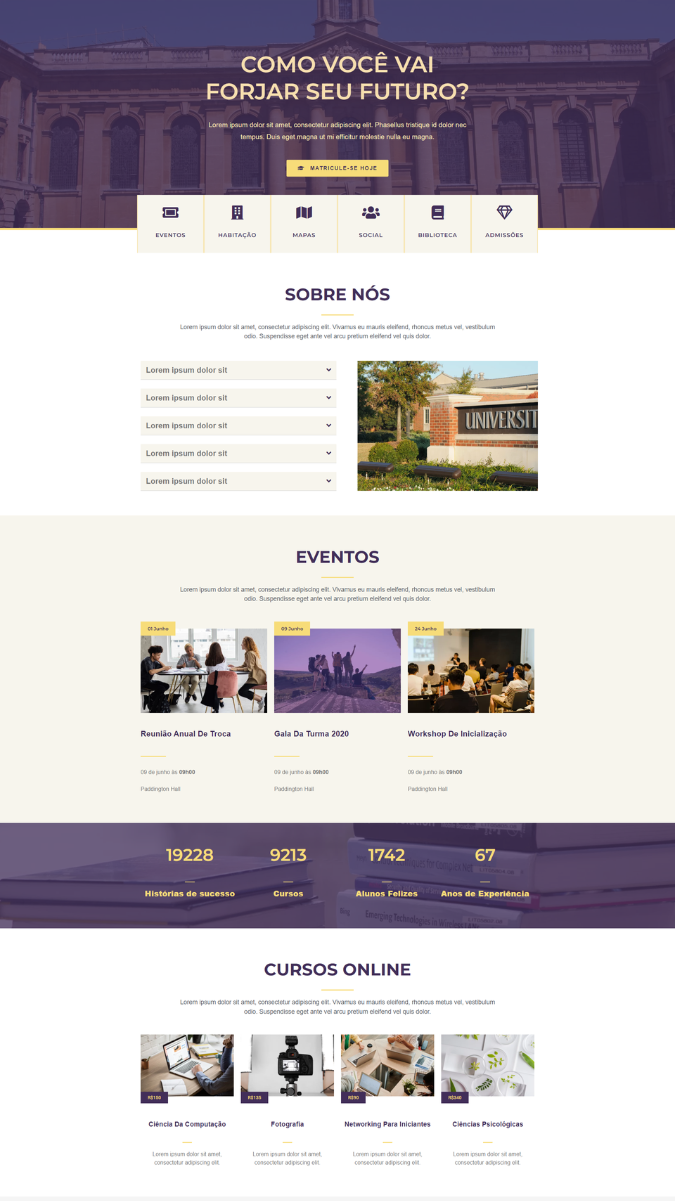 COMO VOCÊ VAI
FORJAR SEU FUTURO?
Lorem ipsum dolor sit amet, consectetur adipiscing elit. Phasellus tristique id dolor nec
tempus. Duis eget magna ut mi efficitur molestie nulla eu magna.
MATRICULE-SE HOJE
EVENTOS
HABITAÇÃO
MAPAS
SOCIAL
BIBLIOTECA
ADMISSÕES
SOBRE NÓS
Lorem ipsum dolor sit amet, consectetur adipiscing elit. Vivamus eu mauris eleifend, rhoncus metus vel, vestibulum
odio. Suspendisse eget ante vel arcu pretium eleifend vel quis dolor.
Lorem ipsum dolor sit
Lorem ipsum dolor sit
Lorem ipsum dolor sit
Lorem ipsum dolor sit
Lorem ipsum dolor sit
UNIVERSIT
EVENTOS
Lorem ipsum dolor sit amet, consectetur adipiscing elit. Vivamus eu mauris eleifend, rhoncus metus vel, vestibulum
odio. Suspendisse eget ante vel arcu pretium eleifend vel quis dolor.
01 Junho
09 Junho
24 Junho
Reunião Anual De Troca
Gala Da Turma 2020
Workshop De Inicialização
09 de junho às 09h00
09 de junho às 09h00
09 de junho às 09h00
Paddington Hall
Paddington Hall
Paddington Hall
19228
9213
1742
67
Histórias de sucesso
Cursos
Alunos Felizes
Anos de Experiência
Emerging Technologies in Wireless
CURSOS ONLINE
Lorem ipsum dolor sit amet, consectetur adipiscing elit. Vivamus eu mauris eleifend, rhoncus metus vel, vestibulum
odio. Suspendisse eget ante vel arcu pretium eleifend vel quis dolor.
Ciência Da Computação
Fotografia
Networking Para Iniciantes
Ciências Psicológicas
Lorem ipsum dolor sit amet,
consectetur adipiscing elit.
Lorem ipsum dolor sit amet,
consectetur adipiscing elit.
Lorem ipsum dolor sit amet,
consectetur adipiscing elit.
Lorem ipsum dolor sit amet,
consectetur adipiscing elit.